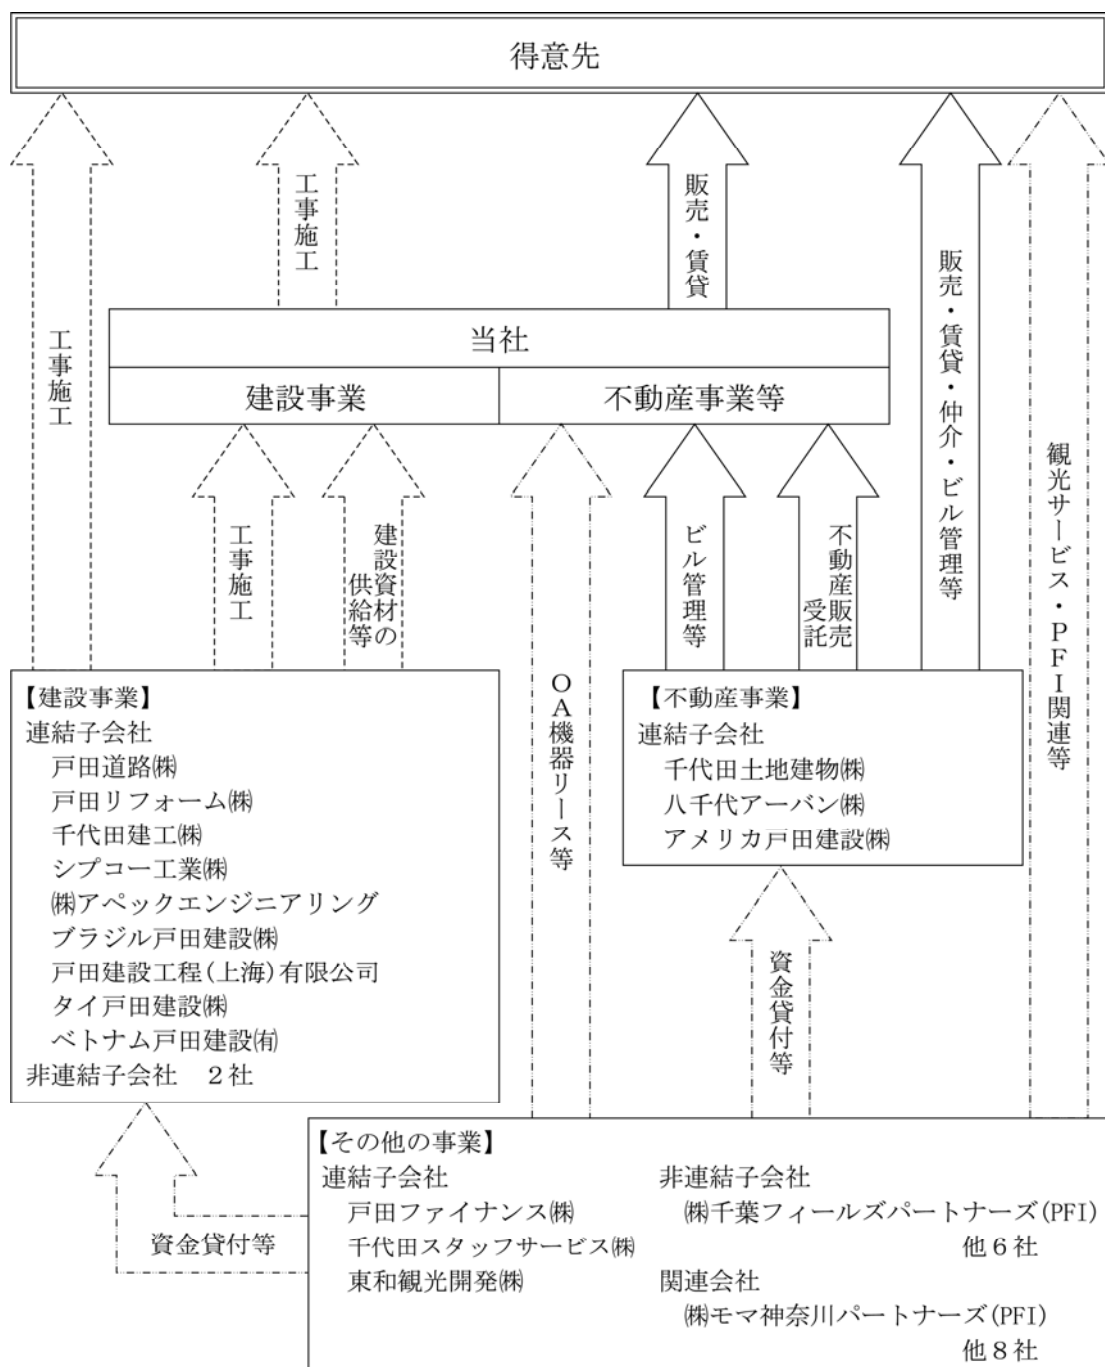 得意先
工事施工
工事施工
販売・賃貸
販売・賃貸・仲介・ビル管理等
観光サービス・ＰＦＩ関連等
当社
建設事業
不動産事業等
工事施工
建設資材の
供給等
ＯＡ機器リース等
ビル管理等
不動産販売
受託
【建設事業】
連結子会社
戸田道路㈱
戸田リフォーム㈱
千代田建工㈱
シプコー工業㈱
㈱アペックエンジニアリング
ブラジル戸田建設㈱
戸田建設工程(上海)有限公司
タイ戸田建設㈱
ベトナム戸田建設㈲
非連結子会社　２社
【不動産事業】
連結子会社
千代田土地建物㈱
八千代アーバン㈱
アメリカ戸田建設㈱
資金貸付等
資金貸付等
【その他の事業】
連結子会社
戸田ファイナンス㈱
千代田スタッフサービス㈱
東和観光開発㈱
非連結子会社
㈱千葉フィールズパートナーズ(PFI)
他６社
関連会社
㈱モマ神奈川パートナーズ(PFI)
他８社